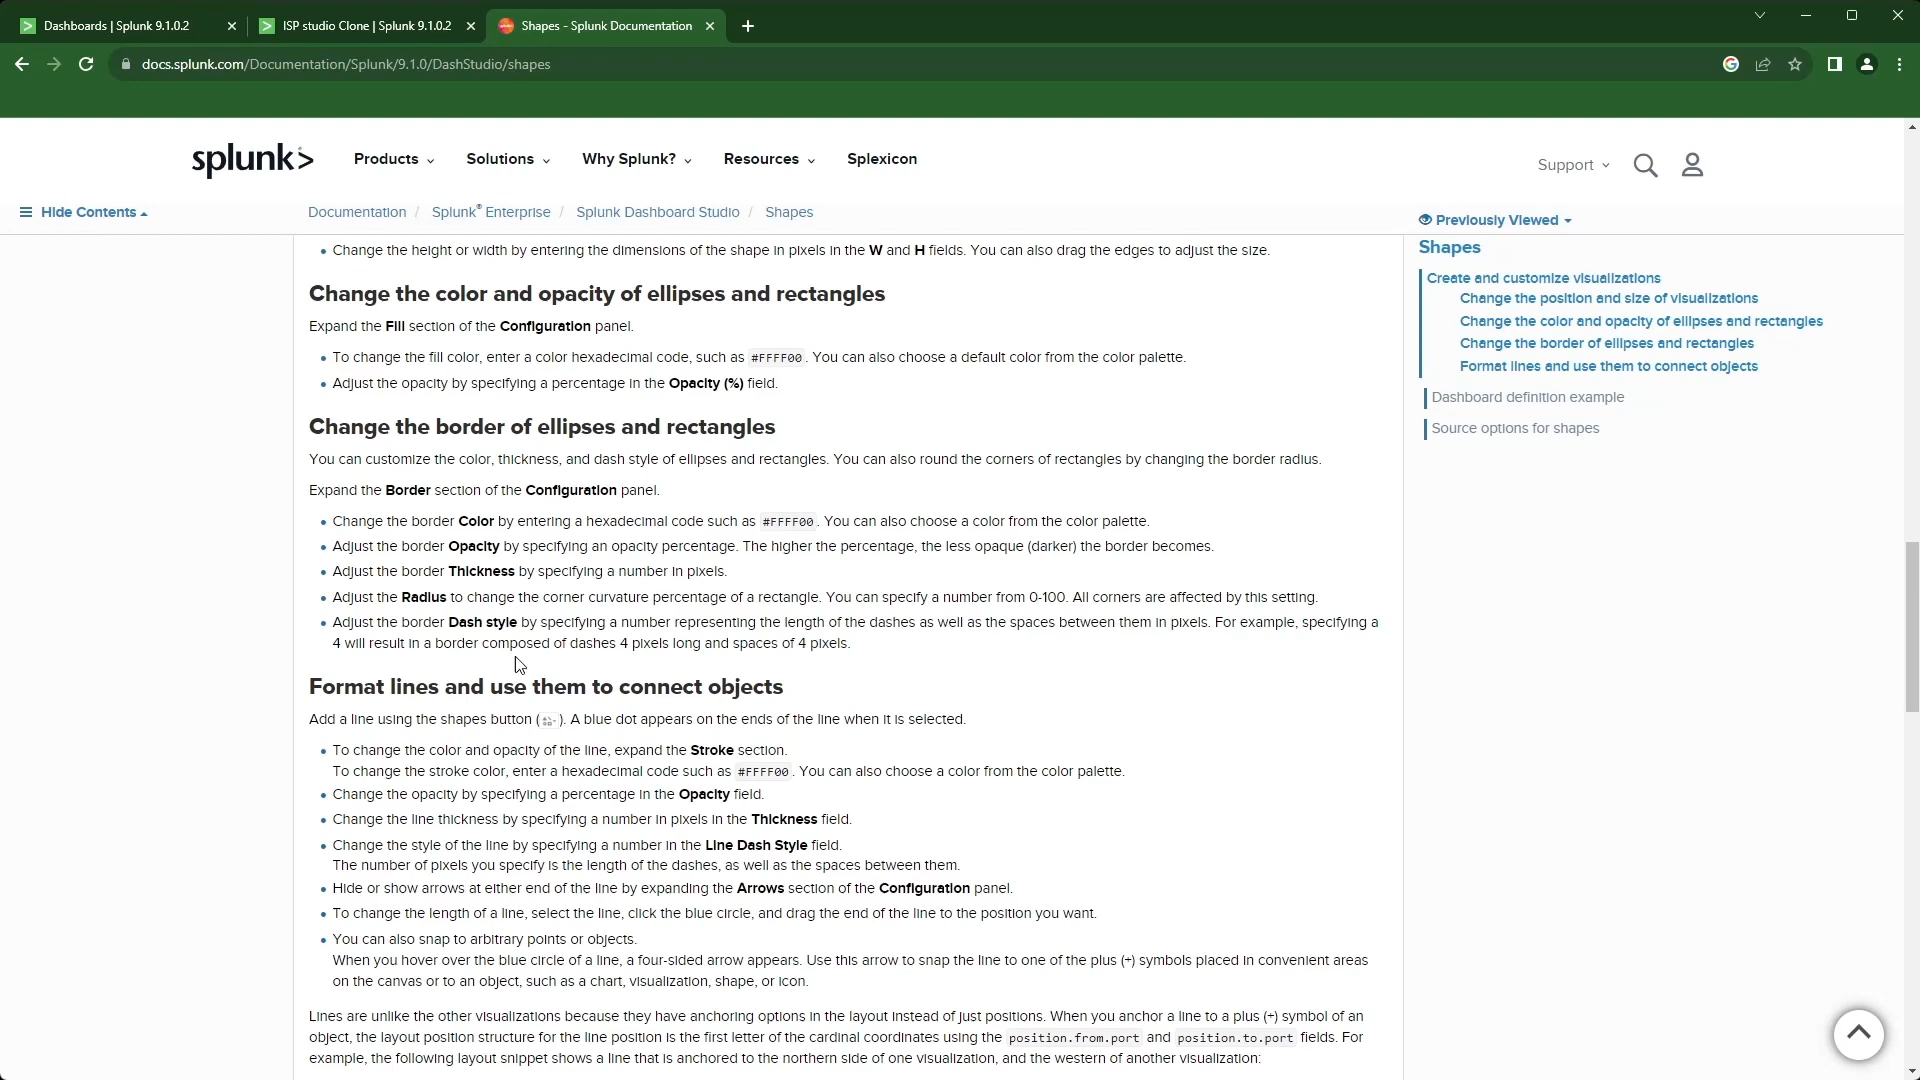 Dashboards | Splunk 9.1.0.2
ISP studio Clone | Splunk 9.1.0.2
Shapes - Splunk Documentation
docs.splunk.com/Documentation/Splunk/9.1.0/DashStudio/shapes
splunk>
Products
Solutions
Why Splunk?
Resources
Splexicon
Support
Hide Contents
Documentation / Splunk® Enterprise / Splunk Dashboard Studio / Shapes
Previously Viewed
• Change the height or width by entering the dimensions of the shape in pixels in the W and H fields. You can also drag the edges to adjust the size.
Change the color and opacity of ellipses and rectangles
Expand the Fill section of the Configuration panel.
• To change the fill color, enter a color hexadecimal code, such as #FFFF00. You can also choose a default color from the color palette.
• Adjust the opacity by specifying a percentage in the Opacity (%) field.
Change the border of ellipses and rectangles
You can customize the color, thickness, and dash style of ellipses and rectangles. You can also round the corners of rectangles by changing the border radius.
Expand the Border section of the Configuration panel.
• Change the border Color by entering a hexadecimal code such as #FFFF00. You can also choose a color from the color palette.
• Adjust the border Opacity by specifying an opacity percentage. The higher the percentage, the less opaque (darker) the border becomes.
• Adjust the border Thickness by specifying a number in pixels.
• Adjust the Radius to change the corner curvature percentage of a rectangle. You can specify a number from 0-100. All corners are affected by this setting.
• Adjust the border Dash style by specifying a number representing the length of the dashes as well as the spaces between them in pixels. For example, specifying a
4 will result in a border composed of dashes 4 pixels long and spaces of 4 pixels.
Format lines and use them to connect objects
Add a line using the shapes button ( ). A blue dot appears on the ends of the line when it is selected.
• To change the color and opacity of the line, expand the Stroke section.
To change the stroke color, enter a hexadecimal code such as #FFFF00. You can also choose a color from the color palette.
• Change the opacity by specifying a percentage in the Opacity field.
• Change the line thickness by specifying a number in pixels in the Thickness field.
• Change the style of the line by specifying a number in the Line Dash Style field.
The number of pixels you specify is the length of the dashes, as well as the spaces between them.
• Hide or show arrows at either end of the line by expanding the Arrows section of the Configuration panel.
• To change the length of a line, select the line, click the blue circle, and drag the end of the line to the position you want.
• You can also snap to arbitrary points or objects.
When you hover over the blue circle of a line, a four-sided arrow appears. Use this arrow to snap the line to one of the plus (+) symbols placed in convenient areas
on the canvas or to an object, such as a chart, visualization, shape, or icon.
Lines are unlike the other visualizations because they have anchoring options in the layout instead of just positions. When you anchor a line to a plus (+) symbol of an
object, the layout position structure for the line position is the first letter of the cardinal coordinates using the position.from.port and position.to.port fields. For
example, the following layout snippet shows a line that is anchored to the northern side of one visualization, and the western of another visualization:
Shapes
Create and customize visualizations
Change the position and size of visualizations
Change the color and opacity of ellipses and rectangles
Change the border of ellipses and rectangles
Format lines and use them to connect objects
Dashboard definition example
Source options for shapes